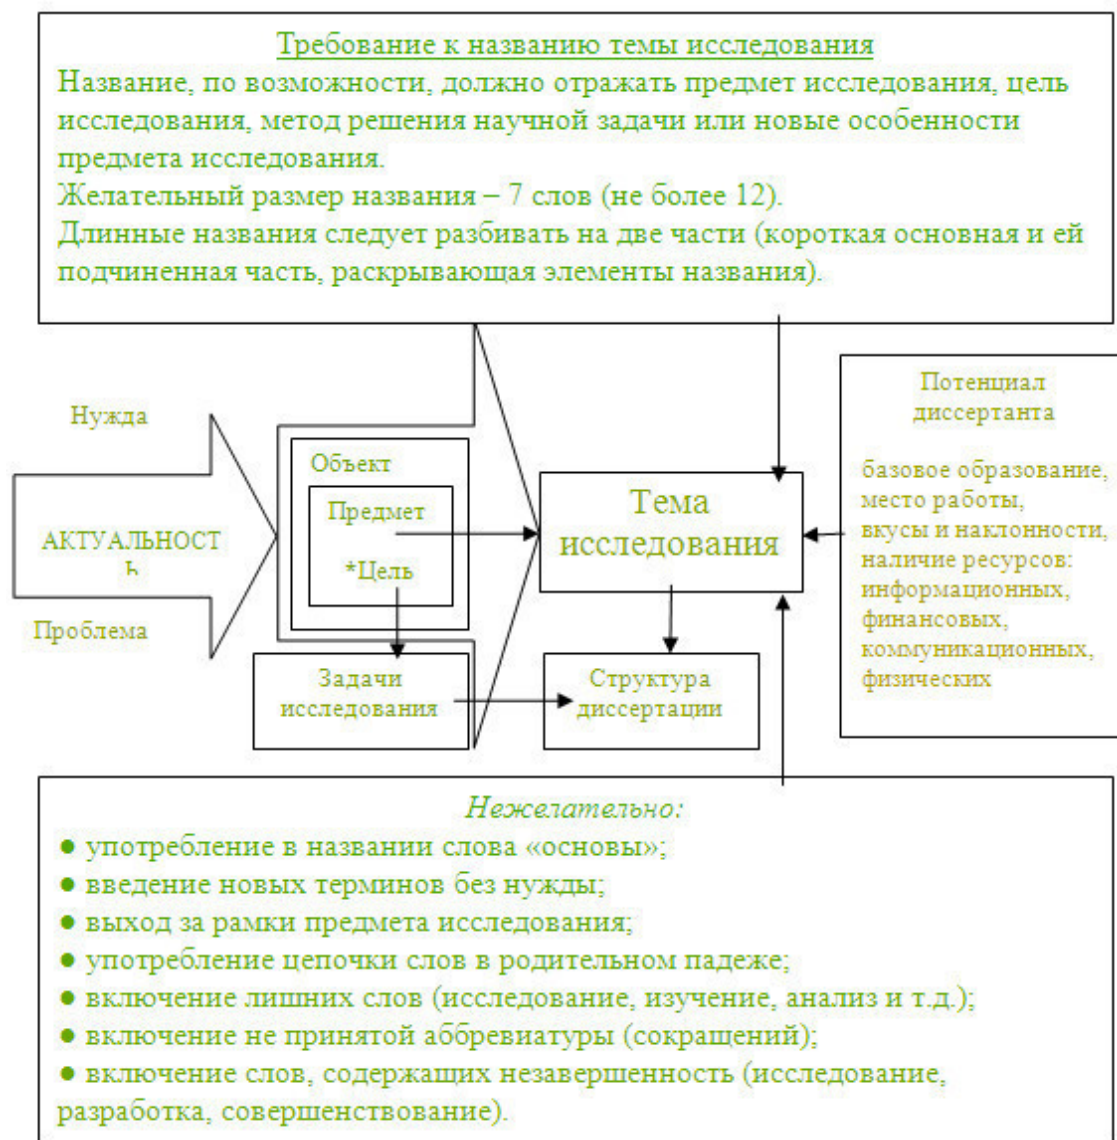 Требование к названию темы исследования
Название, по возможности, должно отражать предмет исследования, цель
исследования, метод решения научной задачи или новые особенности
предмета исследования.
Желательный размер названия – 7 слов (не более 12).
Длинные названия следует разбивать на две части (короткая основная и ей
подчиненная часть, раскрывающая элементы названия).
Нужда
АКТУАЛЬНОСТ
Ь
Проблема
Объект
Предмет
*Цель
Задачи
исследования
Тема
исследования
Структура
диссертации
Потенциал
диссертанта
базовое образование,
место работы,
вкусы и наклонности,
наличие ресурсов:
информационных,
финансовых,
коммуникационных,
физических
Нежелательно:
● употребление в названии слова «основы»;
● введение новых терминов без нужды;
● выход за рамки предмета исследования;
● употребление цепочки слов в родительном падеже;
● включение лишних слов (исследование, изучение, анализ и т.д.);
● включение не принятой аббревиатуры (сокращений);
● включение слов, содержащих незавершенность (исследование,
разработка, совершенствование).